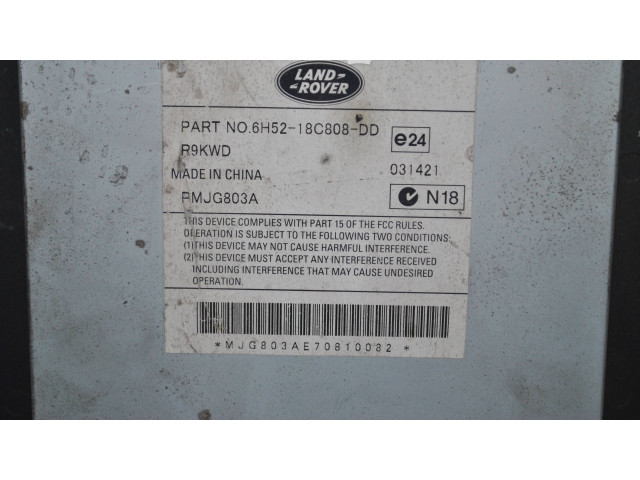 LAND-
-ROVER
PART NO.6H52-18C808-DD
e24
R9KWD
MADE IN CHINA
031421
PMJG803A
N18
THIS DEVICE COMPLIES WITH PART 15 OF THE FCC RULES.
OLERATION IS SUBJECT TO THE FOLLOWING TWO CONDITIONS:
(1)THIS DEVICE MAY NOT CAUSE HARMFUL INTERFERENCE.
(2)THIS DEVICE MUST ACCEPT ANY INTERFERENCE RECEIVED
INCLUDING INTERFERENCE THAT MAY CAUSE UNDESIRED
OPERATION.
*MJG803AE70810082*